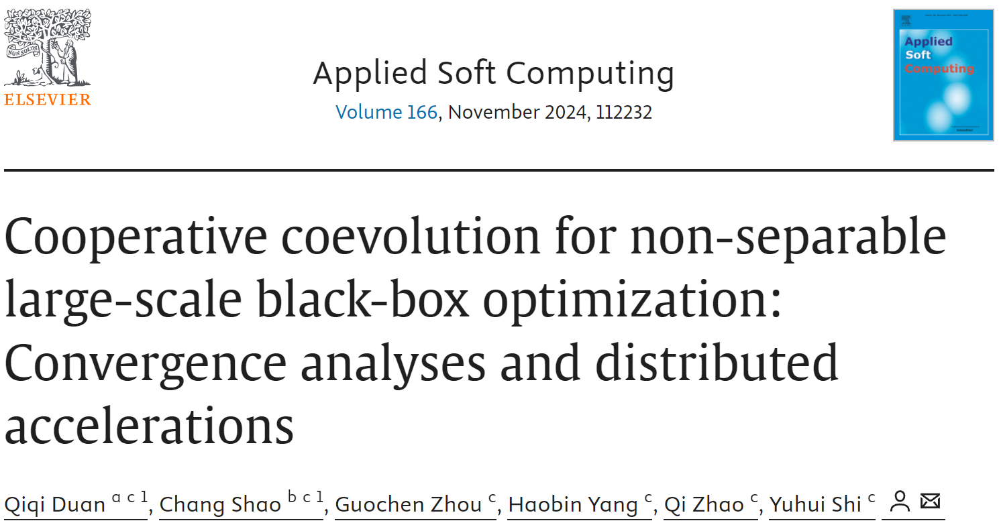 NON SOLUS
ELSEVIER
Applied Soft Computing
Volume 166, November 2024, 112232
Applied
Soft
Computing
Cooperative coevolution for non-separable
large-scale black-box optimization:
Convergence analyses and distributed
accelerations
Qiqi Duan a c 1, Chang Shao b c 1, Guochen Zhou c, Haobin Yang c, Qi Zhao c, Yuhui Shi c